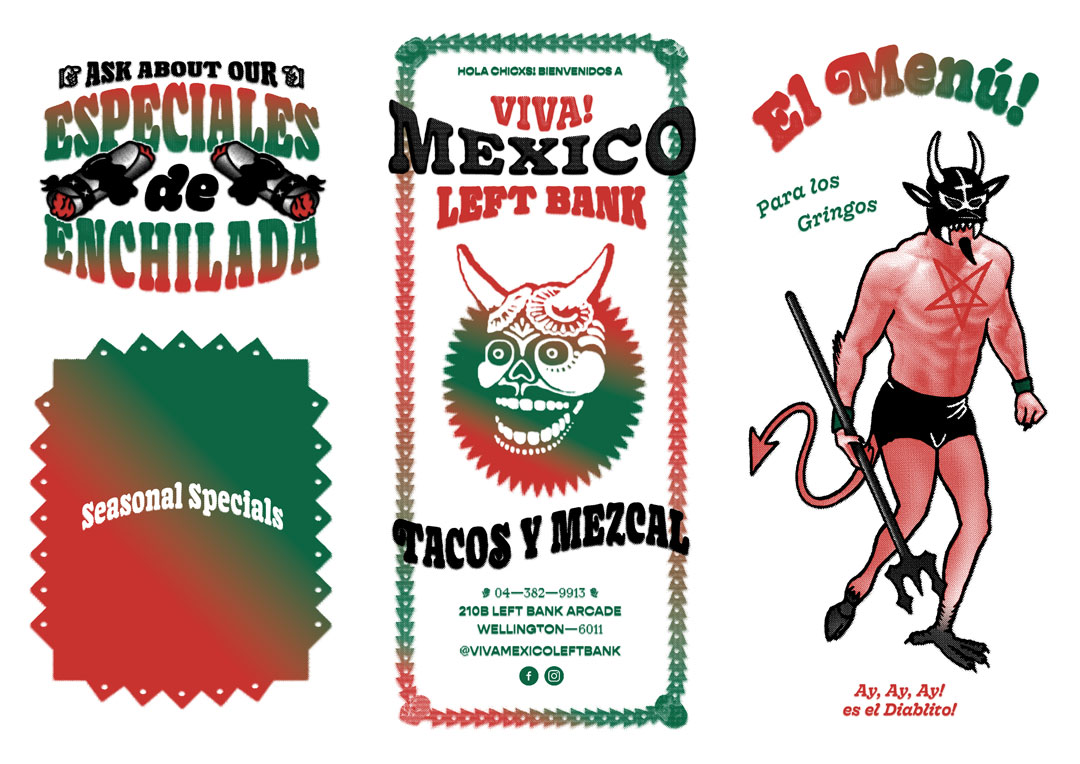 ASK ABOUT OUR
ESPECIALES
de
ENCHILADA
Seasonal Specials
HOLA CHICXS! BIENVENIDOS A
VIVA!
MEXICO
LEFT BANK
TACOS Y MEZCAL
04—382—9913
210B LEFT BANK ARCADE
WELLINGTON—6011
@VIVAMEXICOLEFTBANK
El Menú!
Para los
Gringos
Ay, Ay, Ay!
es el Diablito!